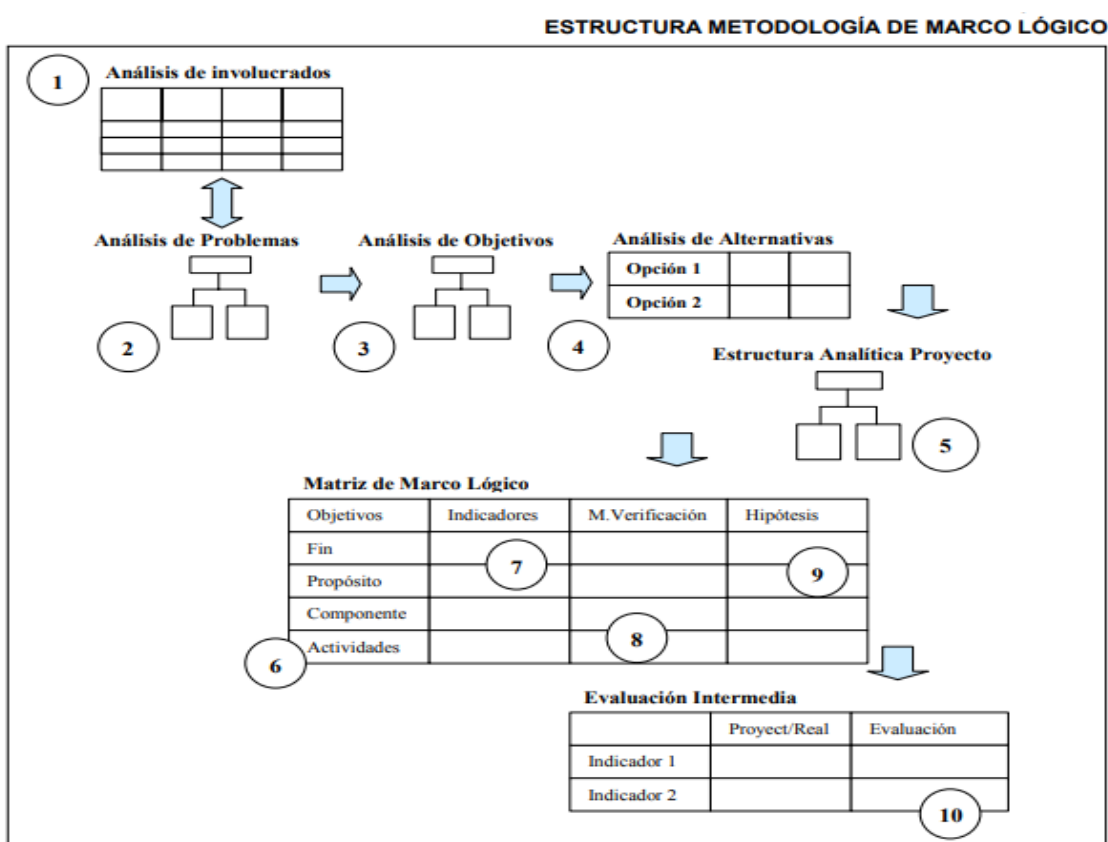 ESTRUCTURA METODOLOGÍA DE MARCO LÓGICO
1
Análisis de involucrados
Análisis de Problemas
2
Análisis de Objetivos
3
Análisis de Alternativas
Opción 1
Opción 2
4
Estructura Analítica Proyecto
5
Matriz de Marco Lógico
Objetivos Indicadores M.Verificación Hipótesis
Fin
7
9
Propósito
Componente
8
Actividades
6
Evaluación Intermedia
Proyect/Real Evaluación
Indicador 1
Indicador 2
10